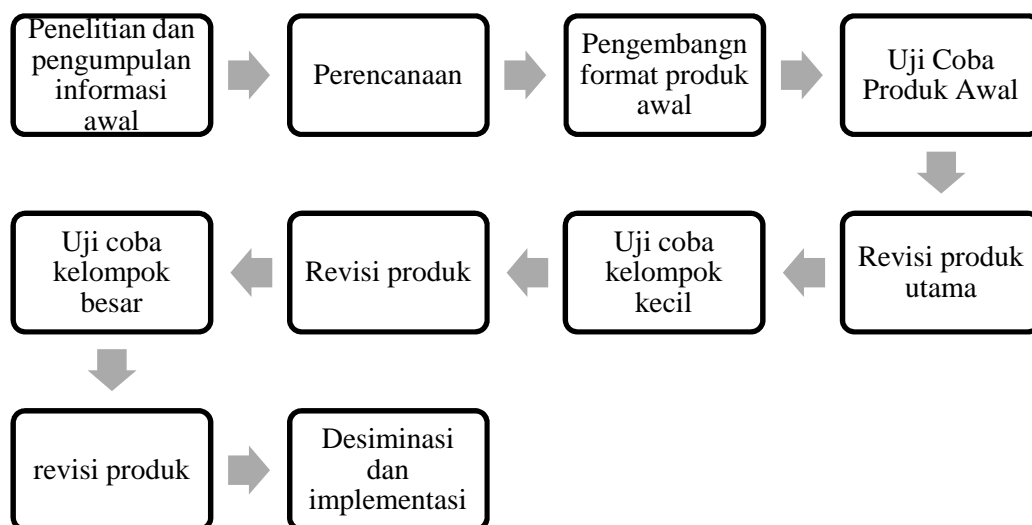 Penelitian dan
pengumpulan
informasi
awal
Perencanaan
Pengembangn
format produk
awal
Uji Coba
Produk Awal
Revisi produk
utama
Uji coba
kelompok
kecil
Revisi produk
Uji coba
kelompok
besar
revisi produk
Desiminasi
dan
implementasi